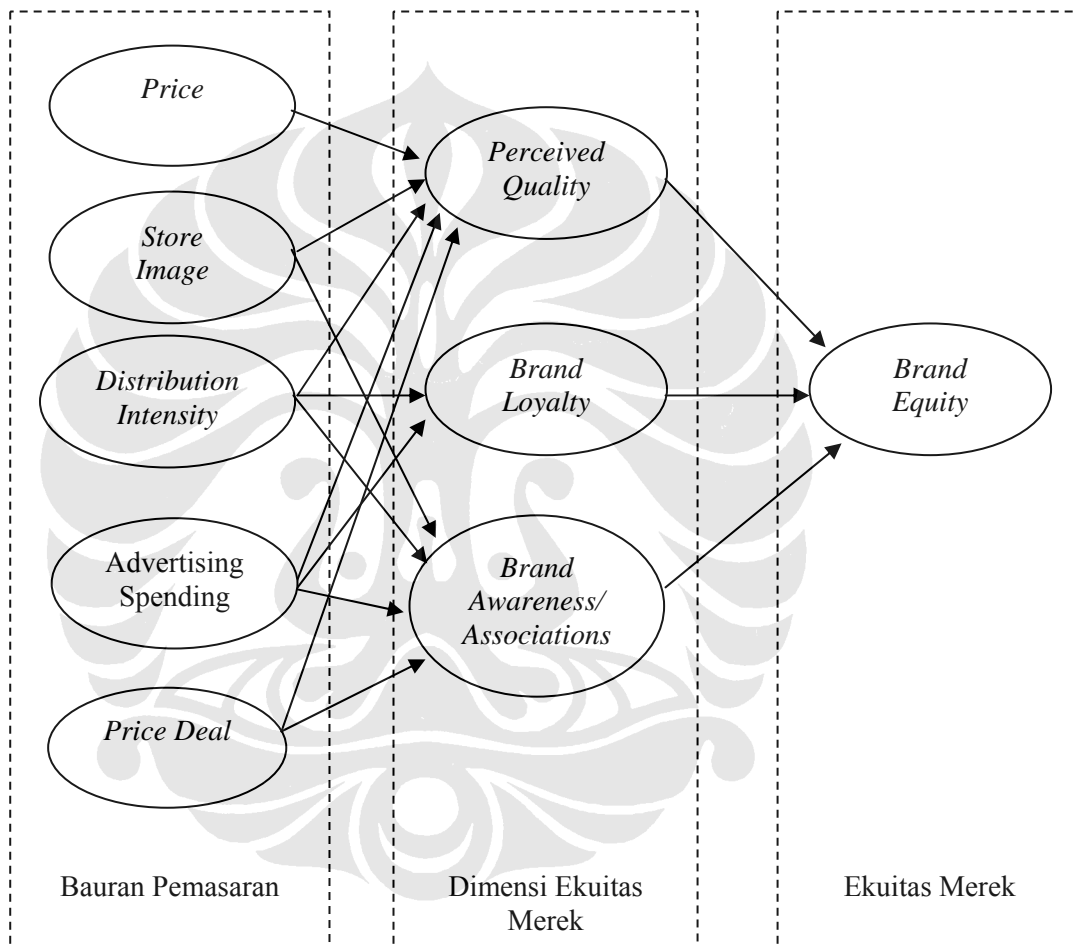 Price
Store
Image
Distribution
Intensity
Advertising
Spending
Price Deal
Bauran Pemasaran
Perceived
Quality
Brand
Loyalty
Brand
Awareness/
Associations
Dimensi Ekuitas
Merek
Brand
Equity
Ekuitas Merek